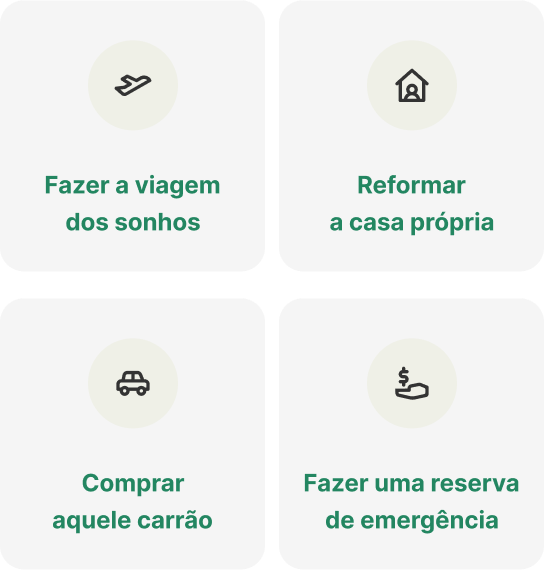 Fazer a viagem
dos sonhos
Reformar
a casa própria
Comprar
aquele carrão
Fazer uma reserva
de emergência